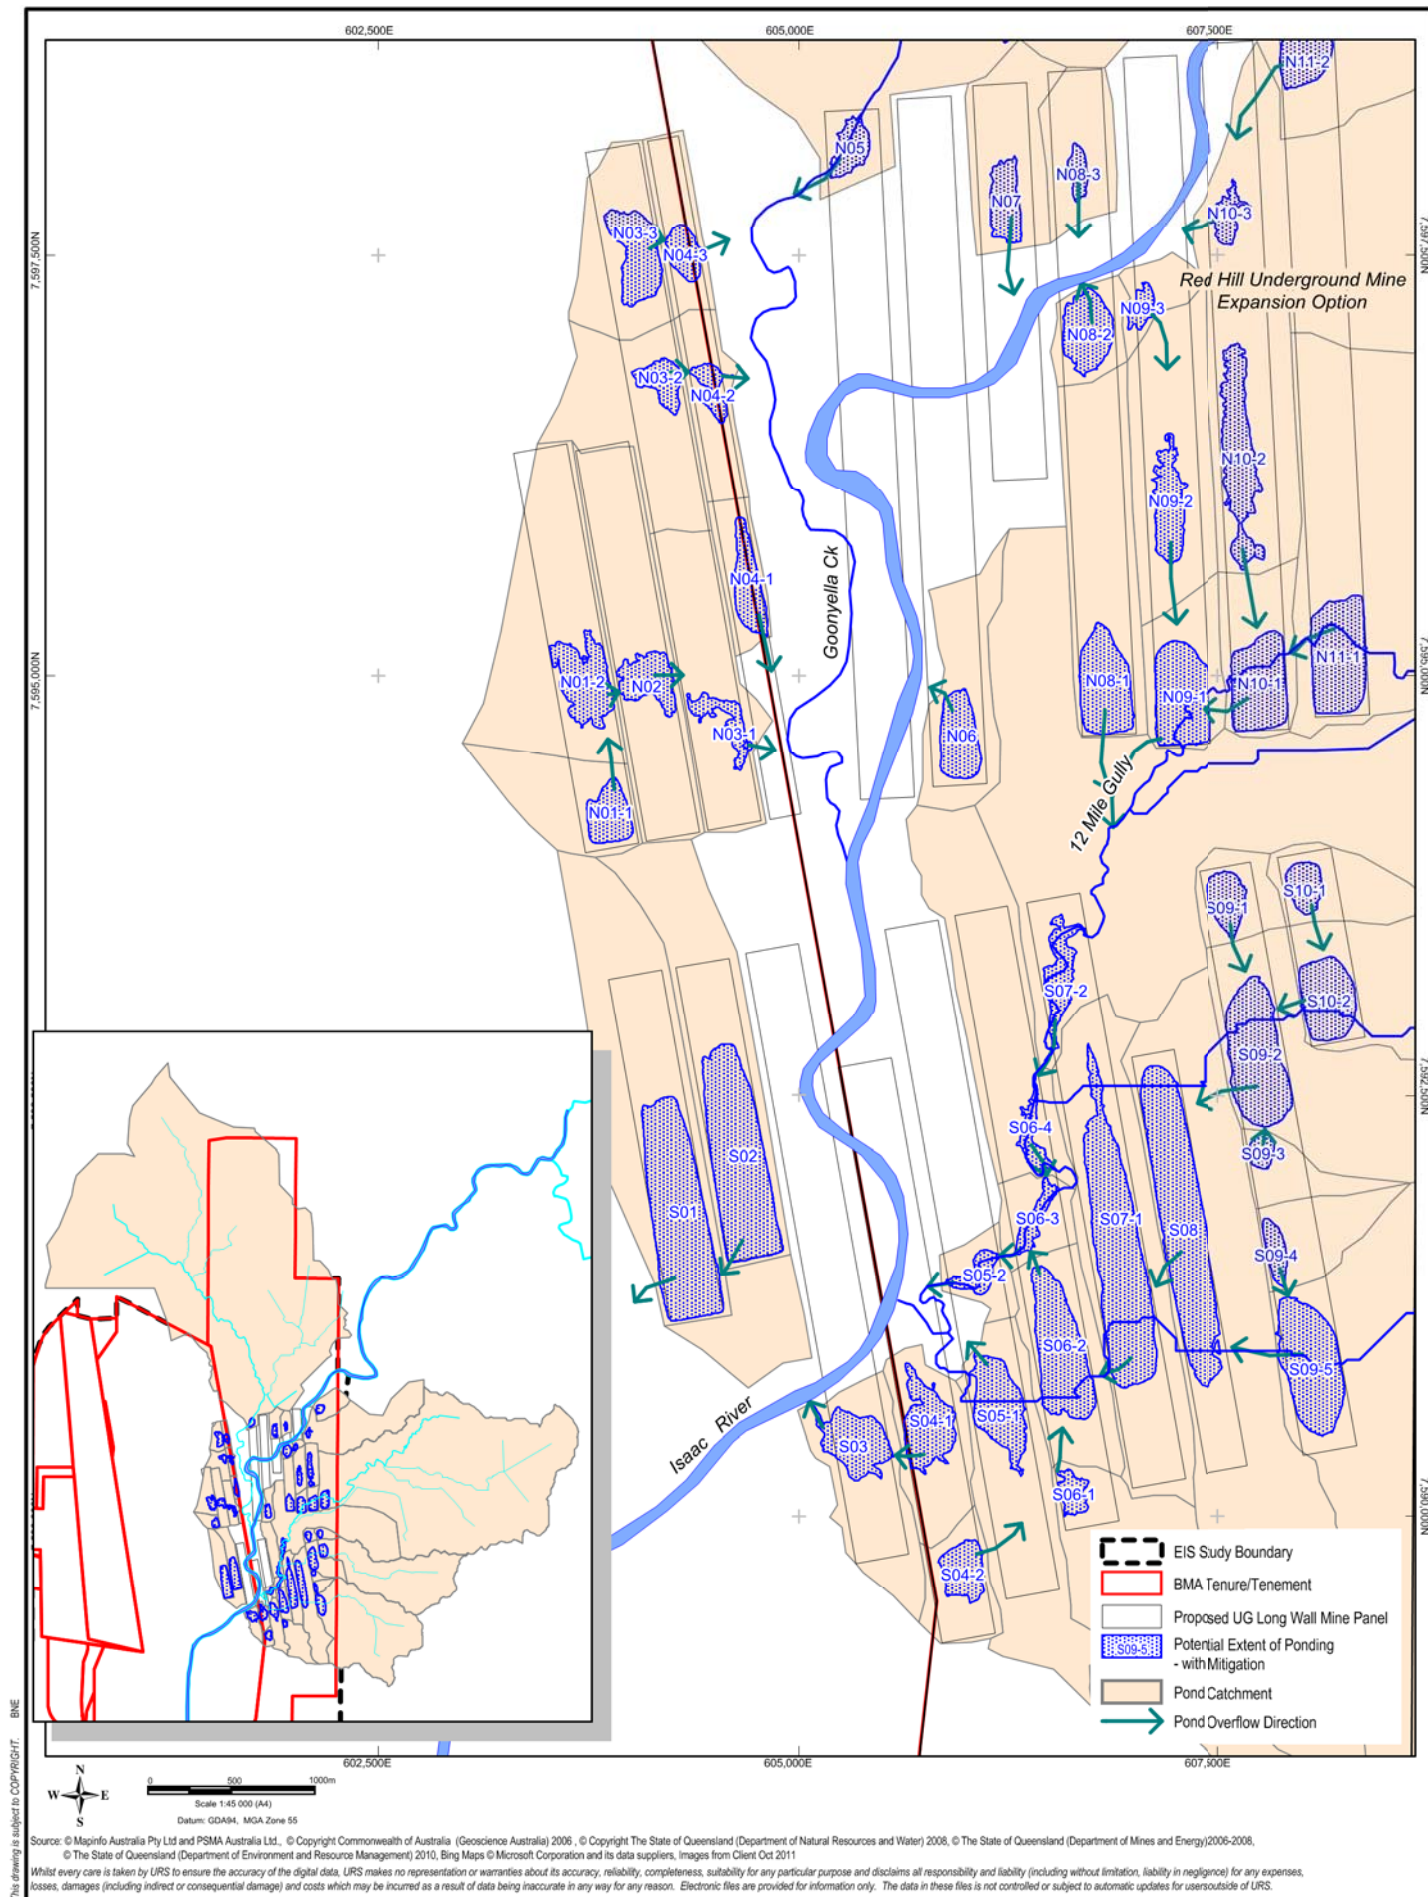 602,500E
605,000E
607,500E
N11-2
N05
N08-3
N07
N10-3
N03-3
N04-3
7,597,500N
7,597,500N
Red Hill Underground Mine
Expansion Option
N09-3
N08-2
N03-2
N04-2
N10-2
N09-2
N04-1
Goonyella Ck
7,595,000N
7,595,000N
N11-1
N01-2
N02
N08-1
N09-1
N10-1
N03-1
N06
N01-1
12 Mile Gully
S10-1
S09-1
S07-2
S10-2
S09-2
7,592,500N
S06-4
S09-3
S02
S01
S06-3
S07-1
S08
S09-4
S05-2
S06-2
S09-5
S05-1
S04-1
S03
Isaac River
S06-1
7,590,000N
S04-2
EIS Study Boundary
BMA Tenure/Tenement
Proposed UG Long Wall Mine Panel
S09-5
Potential Extent of Ponding
- with Mitigation
Pond Catchment
Pond Overflow Direction
602,500E
605,000E
607,500E
N
W E
S
0 500 1000m
Scale 1:45 000 (A4)
Datum: GDA94, MGA Zone 55
This drawing is subject to COPYRIGHT. BNE
Source: © Mapinfo Australia Pty Ltd and PSMA Australia Ltd., © Copyright Commonwealth of Australia (Geoscience Australia) 2006 , © Copyright The State of Queensland (Department of Natural Resources and Water) 2008, © The State of Queensland (Department of Mines and Energy)2006-2008,
© The State of Queensland (Department of Environment and Resource Management) 2010, Bing Maps © Microsoft Corporation and its data suppliers, Images from Client Oct 2011
Whilst every care is taken by URS to ensure the accuracy of the digital data, URS makes no representation or warranties about its accuracy, reliability, completeness, suitability for any particular purpose and disclaims all responsibility and liability (including without limitation, liability in negligence) for any expenses,
losses, damages (including indirect or consequential damage) and costs which may be incurred as a result of data being inaccurate in any way for any reason. Electronic files are provided for information only. The data in these files is not controlled or subject to automatic updates for usersoutside of URS.